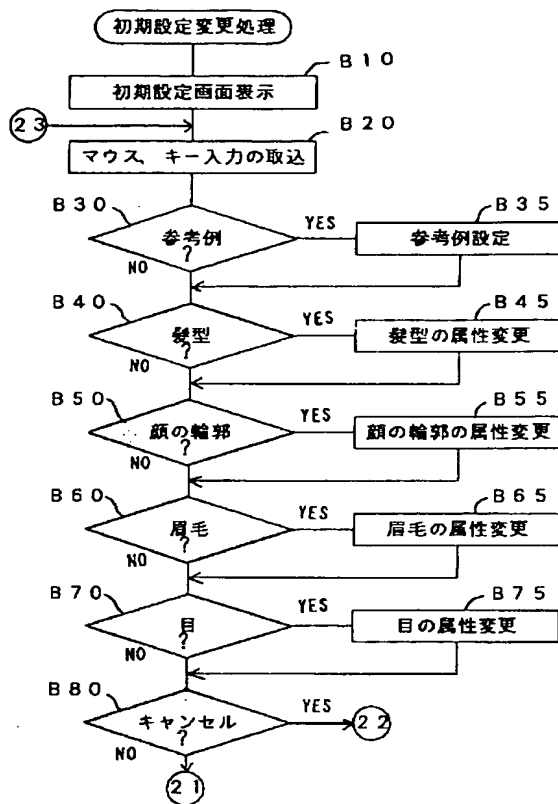 初期設定変更処理
B10
初期設定画面表示
23
B20
マウス、キー入力の取込
B30
参考例
?
YES
NO
B35
参考例設定
B40
髪型
?
YES
NO
B45
髪型の属性変更
B50
顔の輪郭
?
YES
NO
B55
顔の輪郭の属性変更
B60
眉毛
?
YES
NO
B65
眉毛の属性変更
B70
目
?
YES
NO
B75
目の属性変更
B80
キャンセル
?
YES
22
NO
21